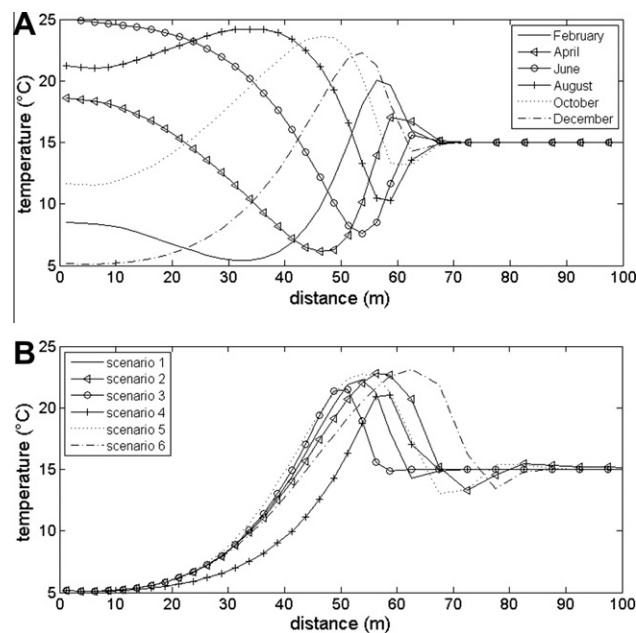 A
25
20
15
10
5
temperature (°C)
February
April
June
August
October
December
0 10 20 30 40 50 60 70 80 90 100
distance (m)
B
25
20
15
10
5
temperature (°C)
scenario 1
scenario 2
scenario 3
scenario 4
scenario 5
scenario 6
0 10 20 30 40 50 60 70 80 90 100
distance (m)